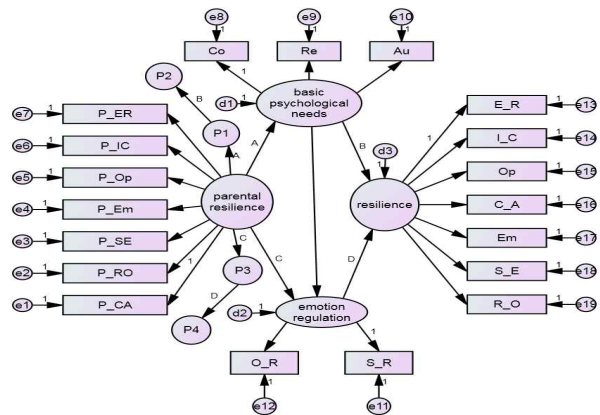 e8
e9
e10
1
1
1
Co
Re
Au
1
P2
B
d1
1
basic
psychological
needs
P1
A
A
B
e7
1
P_ER
e6
1
P_IC
e5
1
P_Op
e4
1
P_Em
e3
1
P_SE
e2
1
P_RO
e1
1
P_CA
1
parental
resilience
d3
1
resilience
1
E_R
1
e13
I_C
1
e14
Op
1
e15
C_A
1
e16
Em
1
e17
S_E
1
e18
R_O
1
e19
C
P3
C
D
D
P4
d2
1
emotion
regulation
1
O_R
S_R
1
1
e12
e11